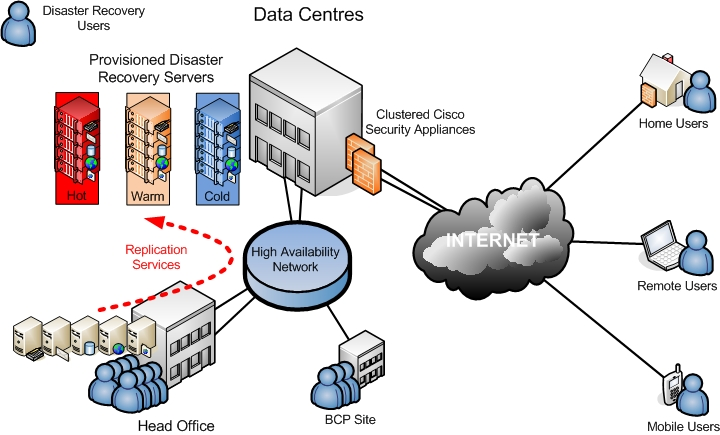 Disaster Recovery
Users
Data Centres
Provisioned Disaster
Recovery Servers
Clustered Cisco
Security Appliances
Home Users
Hot
Warm
Cold
INTERNET
Replication
Services
High Availability
Network
Remote Users
Head Office
BCP Site
Mobile Users